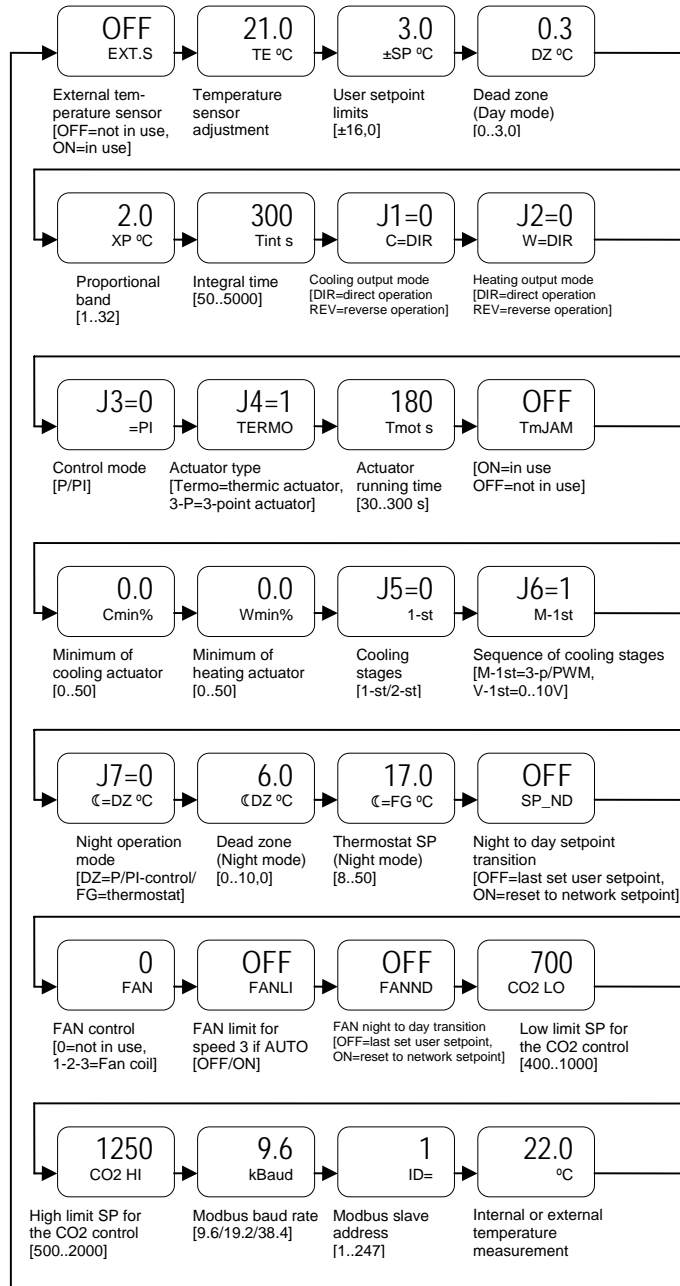 OFF
EXT.S
External tem-
perature sensor
[OFF=not in use,
ON=in use]
21.0
TE ºC
Temperature
sensor
adjustment
3.0
±SP ºC
User setpoint
limits
[±16,0]
0.3
DZ ºC
Dead zone
(Day mode)
[0..3,0]
2.0
XP ºC
Proportional
band
[1..32]
300
Tint s
Integral time
[50..5000]
J1=0
C=DIR
Cooling output mode
[DIR=direct operation
REV=reverse operation]
J2=0
W=DIR
Heating output mode
[DIR=direct operation
REV=reverse operation]
J3=0
=PI
Control mode
[P/PI]
J4=1
TERMO
Actuator type
[Termo=thermic actuator,
3-P=3-point actuator]
180
Tmot s
Actuator
running time
[30..300 s]
OFF
TmJAM
[ON=in use
OFF=not in use]
0.0
Cmin%
Minimum of
cooling actuator
[0..50]
0.0
Wmin%
Minimum of
heating actuator
[0..50]
J5=0
1-st
Cooling
stages
[1-st/2-st]
J6=1
M-1st
Sequence of cooling stages
[M-1st=3-p/PWM,
V-1st=0..10V]
J7=0
☾=DZ ºC
Night operation
mode
[DZ=P/PI-control/
FG=thermostat]
6.0
☾DZ ºC
Dead zone
(Night mode)
[0..10,0]
17.0
☾=FG ºC
Thermostat SP
(Night mode)
[8..50]
OFF
SP_ND
Night to day setpoint
transition
[OFF=last set user setpoint,
ON=reset to network setpoint]
0
FAN
FAN control
[0=not in use,
1-2-3=Fan coil]
OFF
FANLI
FAN limit for
speed 3 if AUTO
[OFF/ON]
OFF
FANND
FAN night to day transition
[OFF=last set user setpoint,
ON=reset to network setpoint]
700
CO2 LO
Low limit SP for
the CO2 control
[400..1000]
1250
CO2 HI
High limit SP for
the CO2 control
[500..2000]
9.6
kBaud
Modbus baud rate
[9.6/19.2/38.4]
1
ID=
Modbus slave
address
[1..247]
22.0
ºC
Internal or external
temperature
measurement